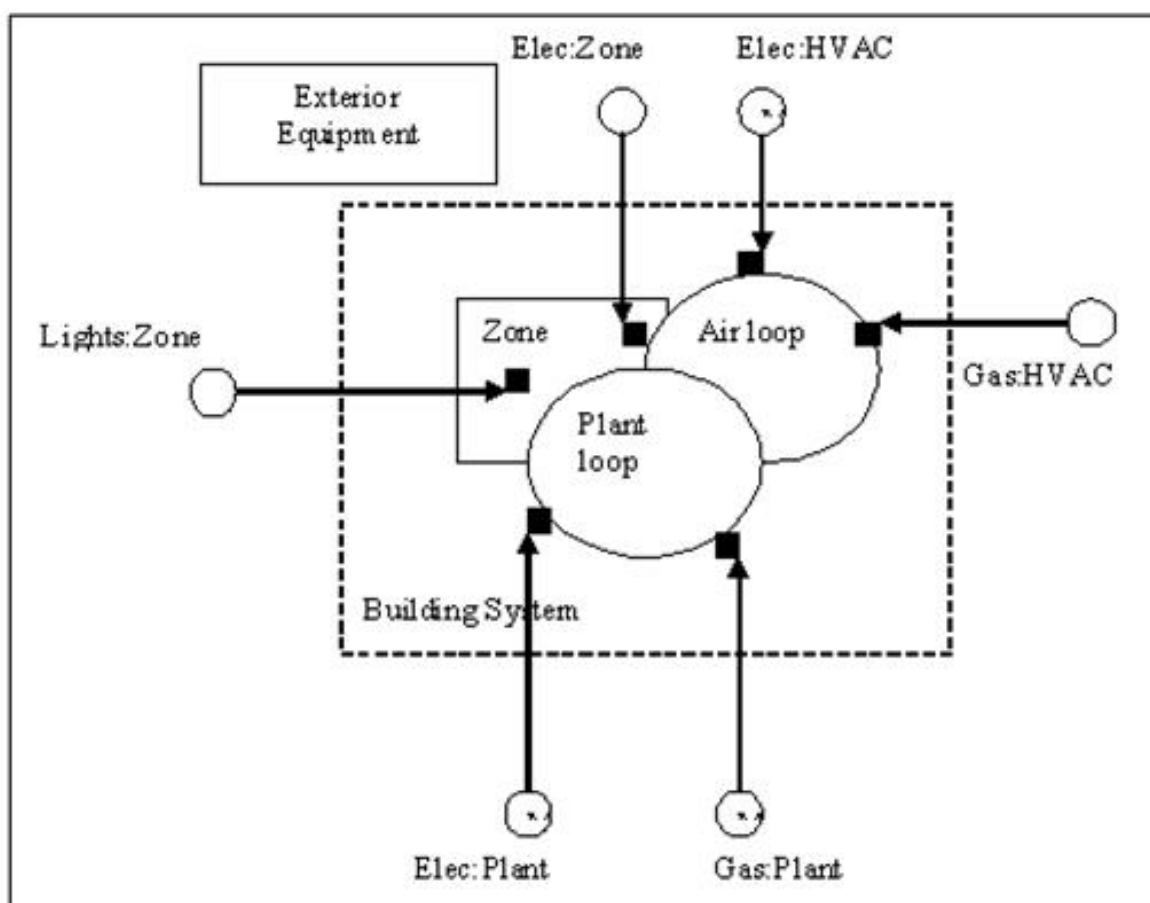 Elec:Zone
Elec:HVAC
Exterior
Equipment
Lights:Zone
Zone
Air loop
Gas:HVAC
Plant
loop
Building System
Elec:Plant
Gas:Plant